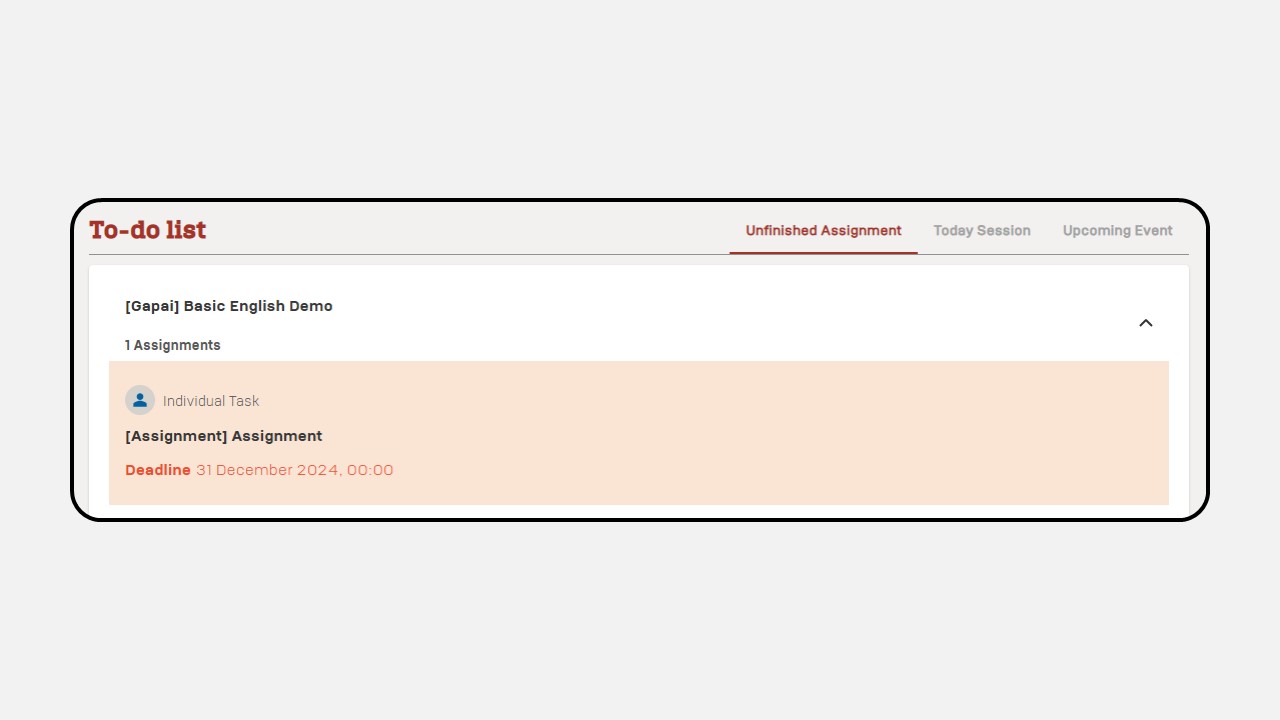 To-do list
Unfinished Assignment
Today Session
Upcoming Event
[Gapai] Basic English Demo
1 Assignments
Individual Task
[Assignment] Assignment
Deadline 31 December 2024, 00:00